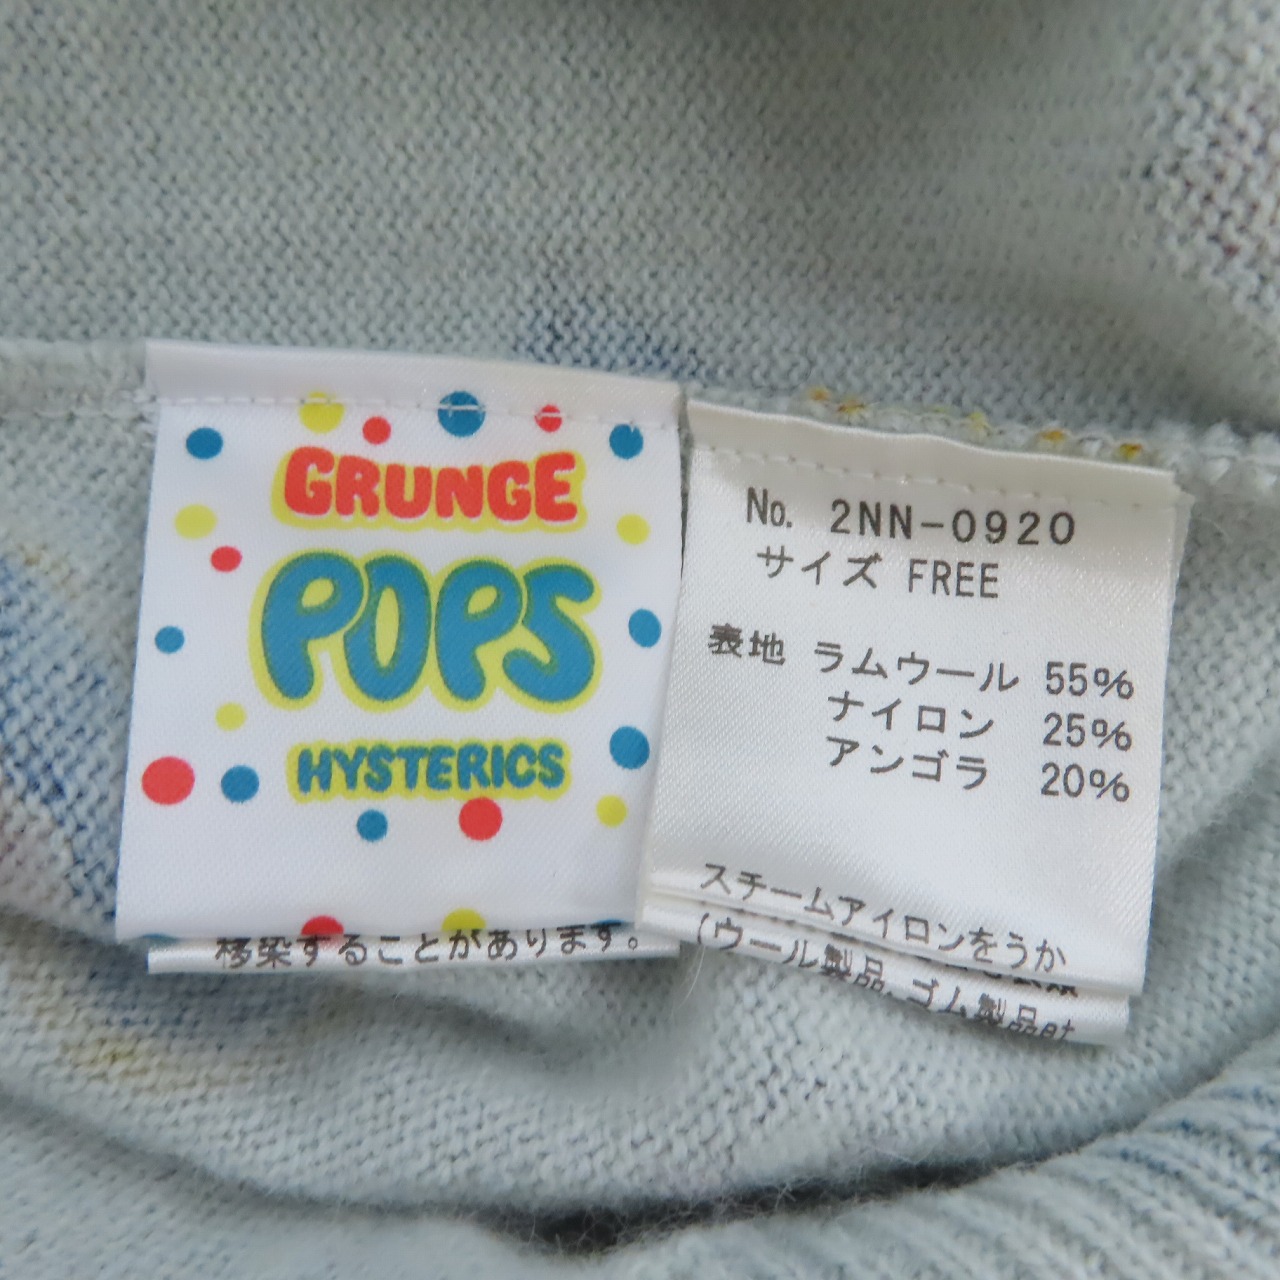 GRUNGE
POPS
HYSTERICS
移染することがあります。
No. 2NN-0920
サイズ FREE
表地 ラムウール 55%
ナイロン 25%
アンゴラ 20%
スチームアイロンをうか
(ウール製品、ゴム製品